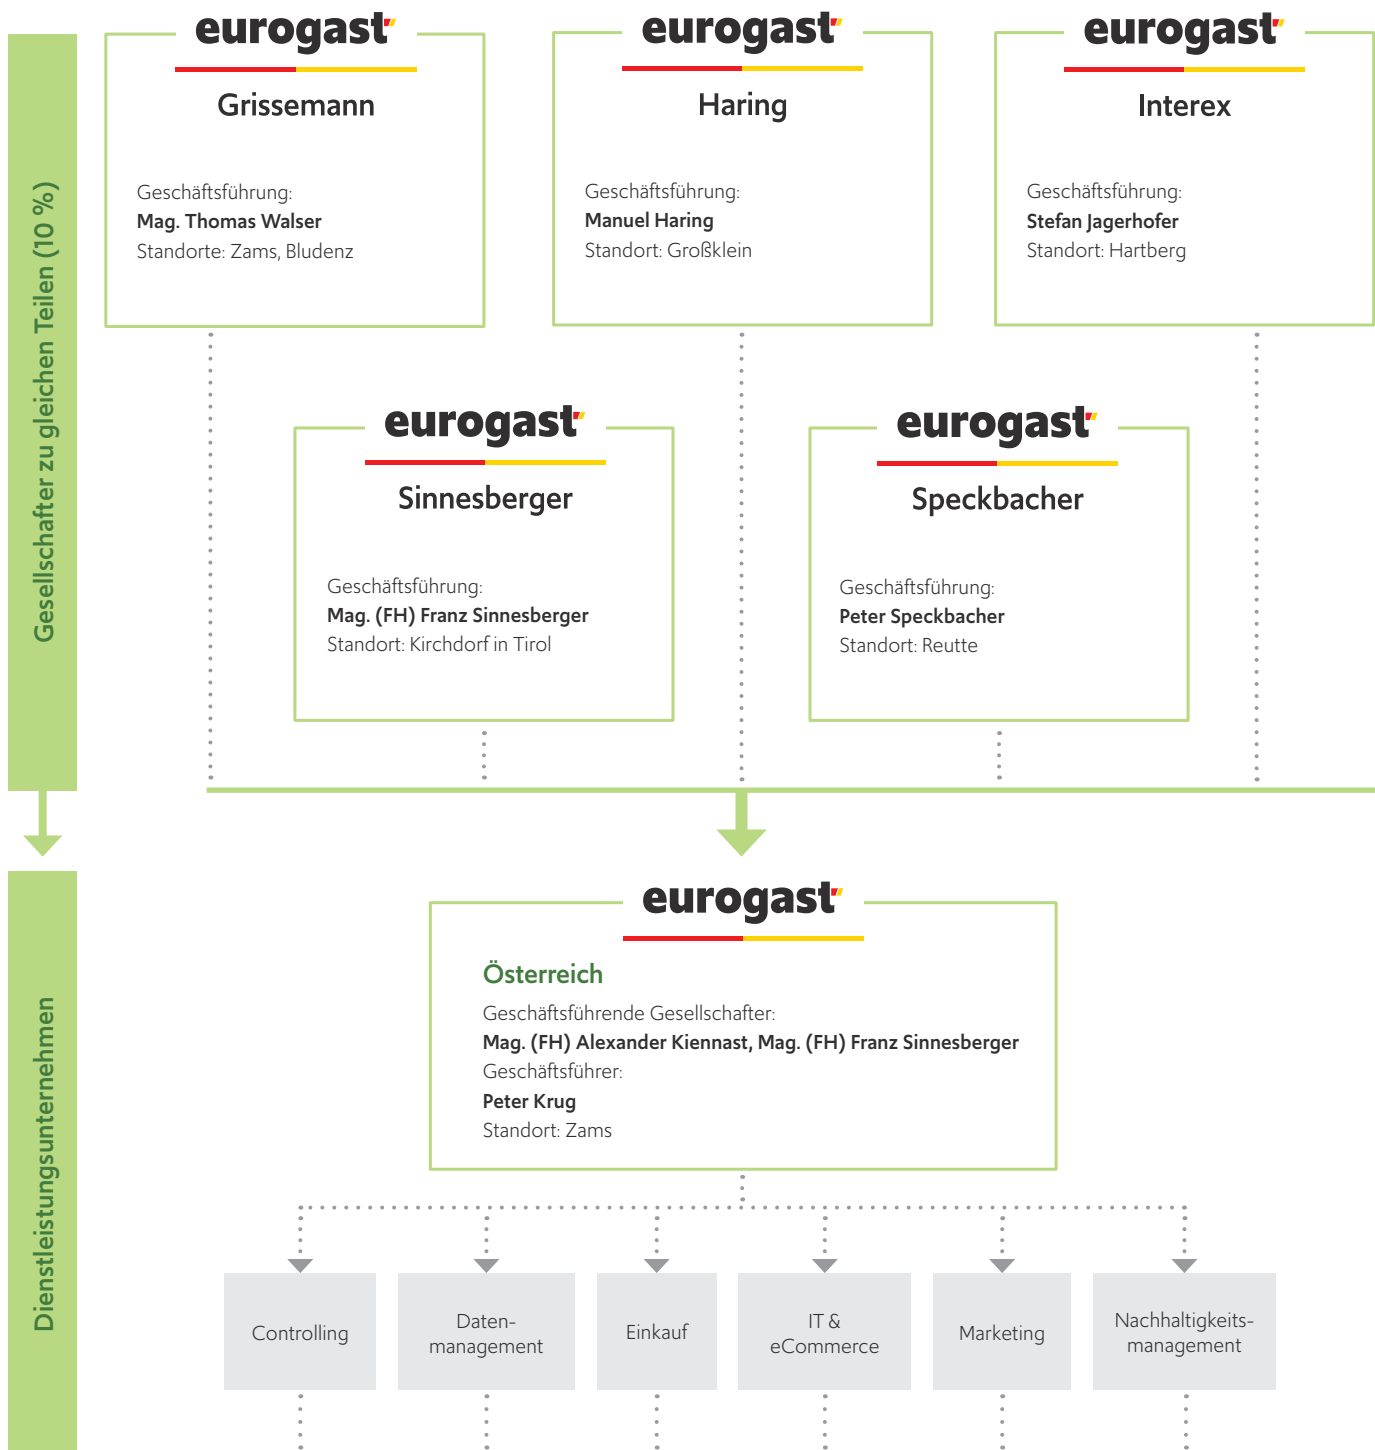 Gesellschafter zu gleichen Teilen (10 %)
eurogast
Grissemann
Geschäftsführung:
Mag. Thomas Walser
Standorte: Zams, Bludenz
eurogast
Haring
Geschäftsführung:
Manuel Haring
Standort: Großklein
eurogast
Interex
Geschäftsführung:
Stefan Jagerhofer
Standort: Hartberg
eurogast
Sinnesberger
Geschäftsführung:
Mag. (FH) Franz Sinnesberger
Standort: Kirchdorf in Tirol
eurogast
Speckbacher
Geschäftsführung:
Peter Speckbacher
Standort: Reutte
Dienstleistungsunternehmen
eurogast
Österreich
Geschäftsführende Gesellschafter:
Mag. (FH) Alexander Kiennast, Mag. (FH) Franz Sinnesberger
Geschäftsführer:
Peter Krug
Standort: Zams
Controlling
Daten-
management
Einkauf
IT &
eCommerce
Marketing
Nachhaltigkeits-
management